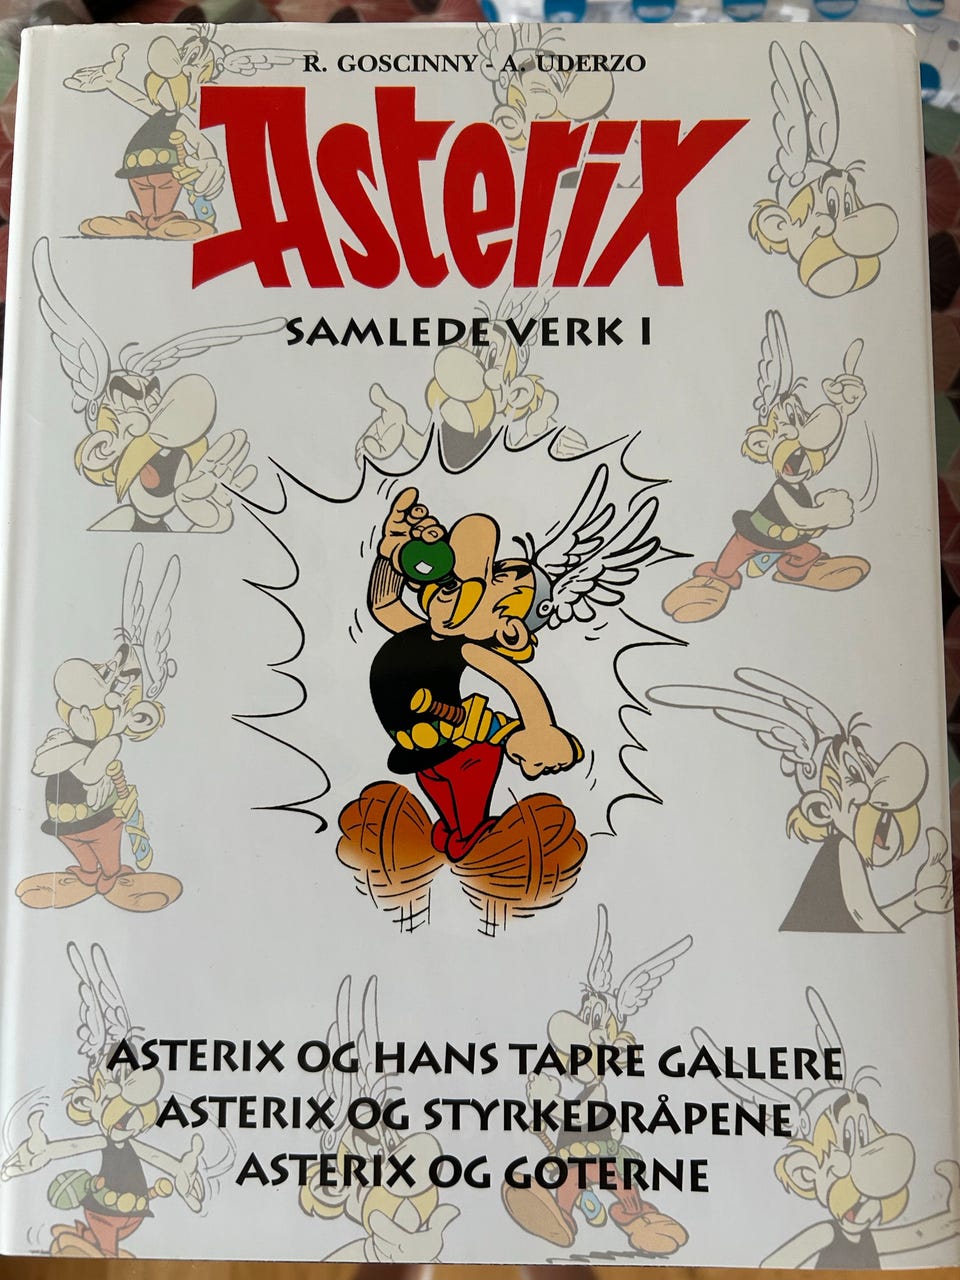 R. GOSCINNY - A. UDERZO
Asterix
SAMLEDE VERK I
ASTERIX OG HANS TAPRE GALLERE
ASTERIX OG STYRKEDRÅPENE
ASTERIX OG GOTERNE